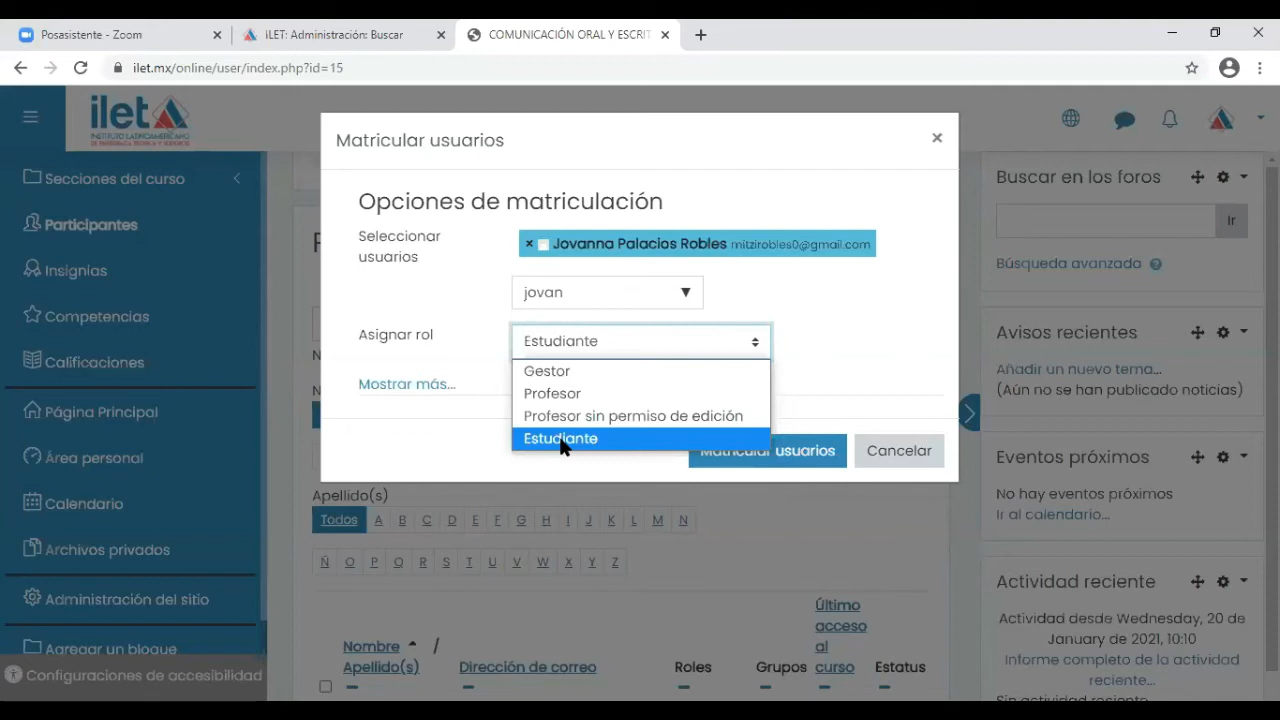 Posasistente - Zoom
iLET: Administración: Buscar
COMUNICACIÓN ORAL Y ESCRIT
ilet.mx/online/user/index.php?id=15
ilet
Matricular usuarios
Opciones de matriculación
Seleccionar
usuarios
× Jovanna Palacios Robles mitzirobles0@gmail.com
jovan
Asignar rol
Estudiante
Gestor
Profesor
Profesor sin permiso de edición
Estudiante
Mostrar más...
Matricular usuarios
Cancelar
Secciones del curso
Participantes
Insignias
Competencias
Calificaciones
Página Principal
Área personal
Calendario
Archivos privados
Administración del sitio
Agregar un bloque
Configuraciones de accesibilidad
Apellido(s)
Todos A B C D E F G H I J K L M N
Ñ O P Q R S T U V W X Y Z
Nombre /
Apellido(s)
Dirección de correo
Roles
Grupos
Último
acceso
al
curso
Estatus
Buscar en los foros
Ir
Búsqueda avanzada
Avisos recientes
Añadir un nuevo tema...
(Aún no se han publicado noticias)
Eventos próximos
No hay eventos próximos
Ir al calendario...
Actividad reciente
Actividad desde Wednesday, 20 de
January de 2021, 10:10
Informe completo de la actividad
reciente...
Sin actividad reciente